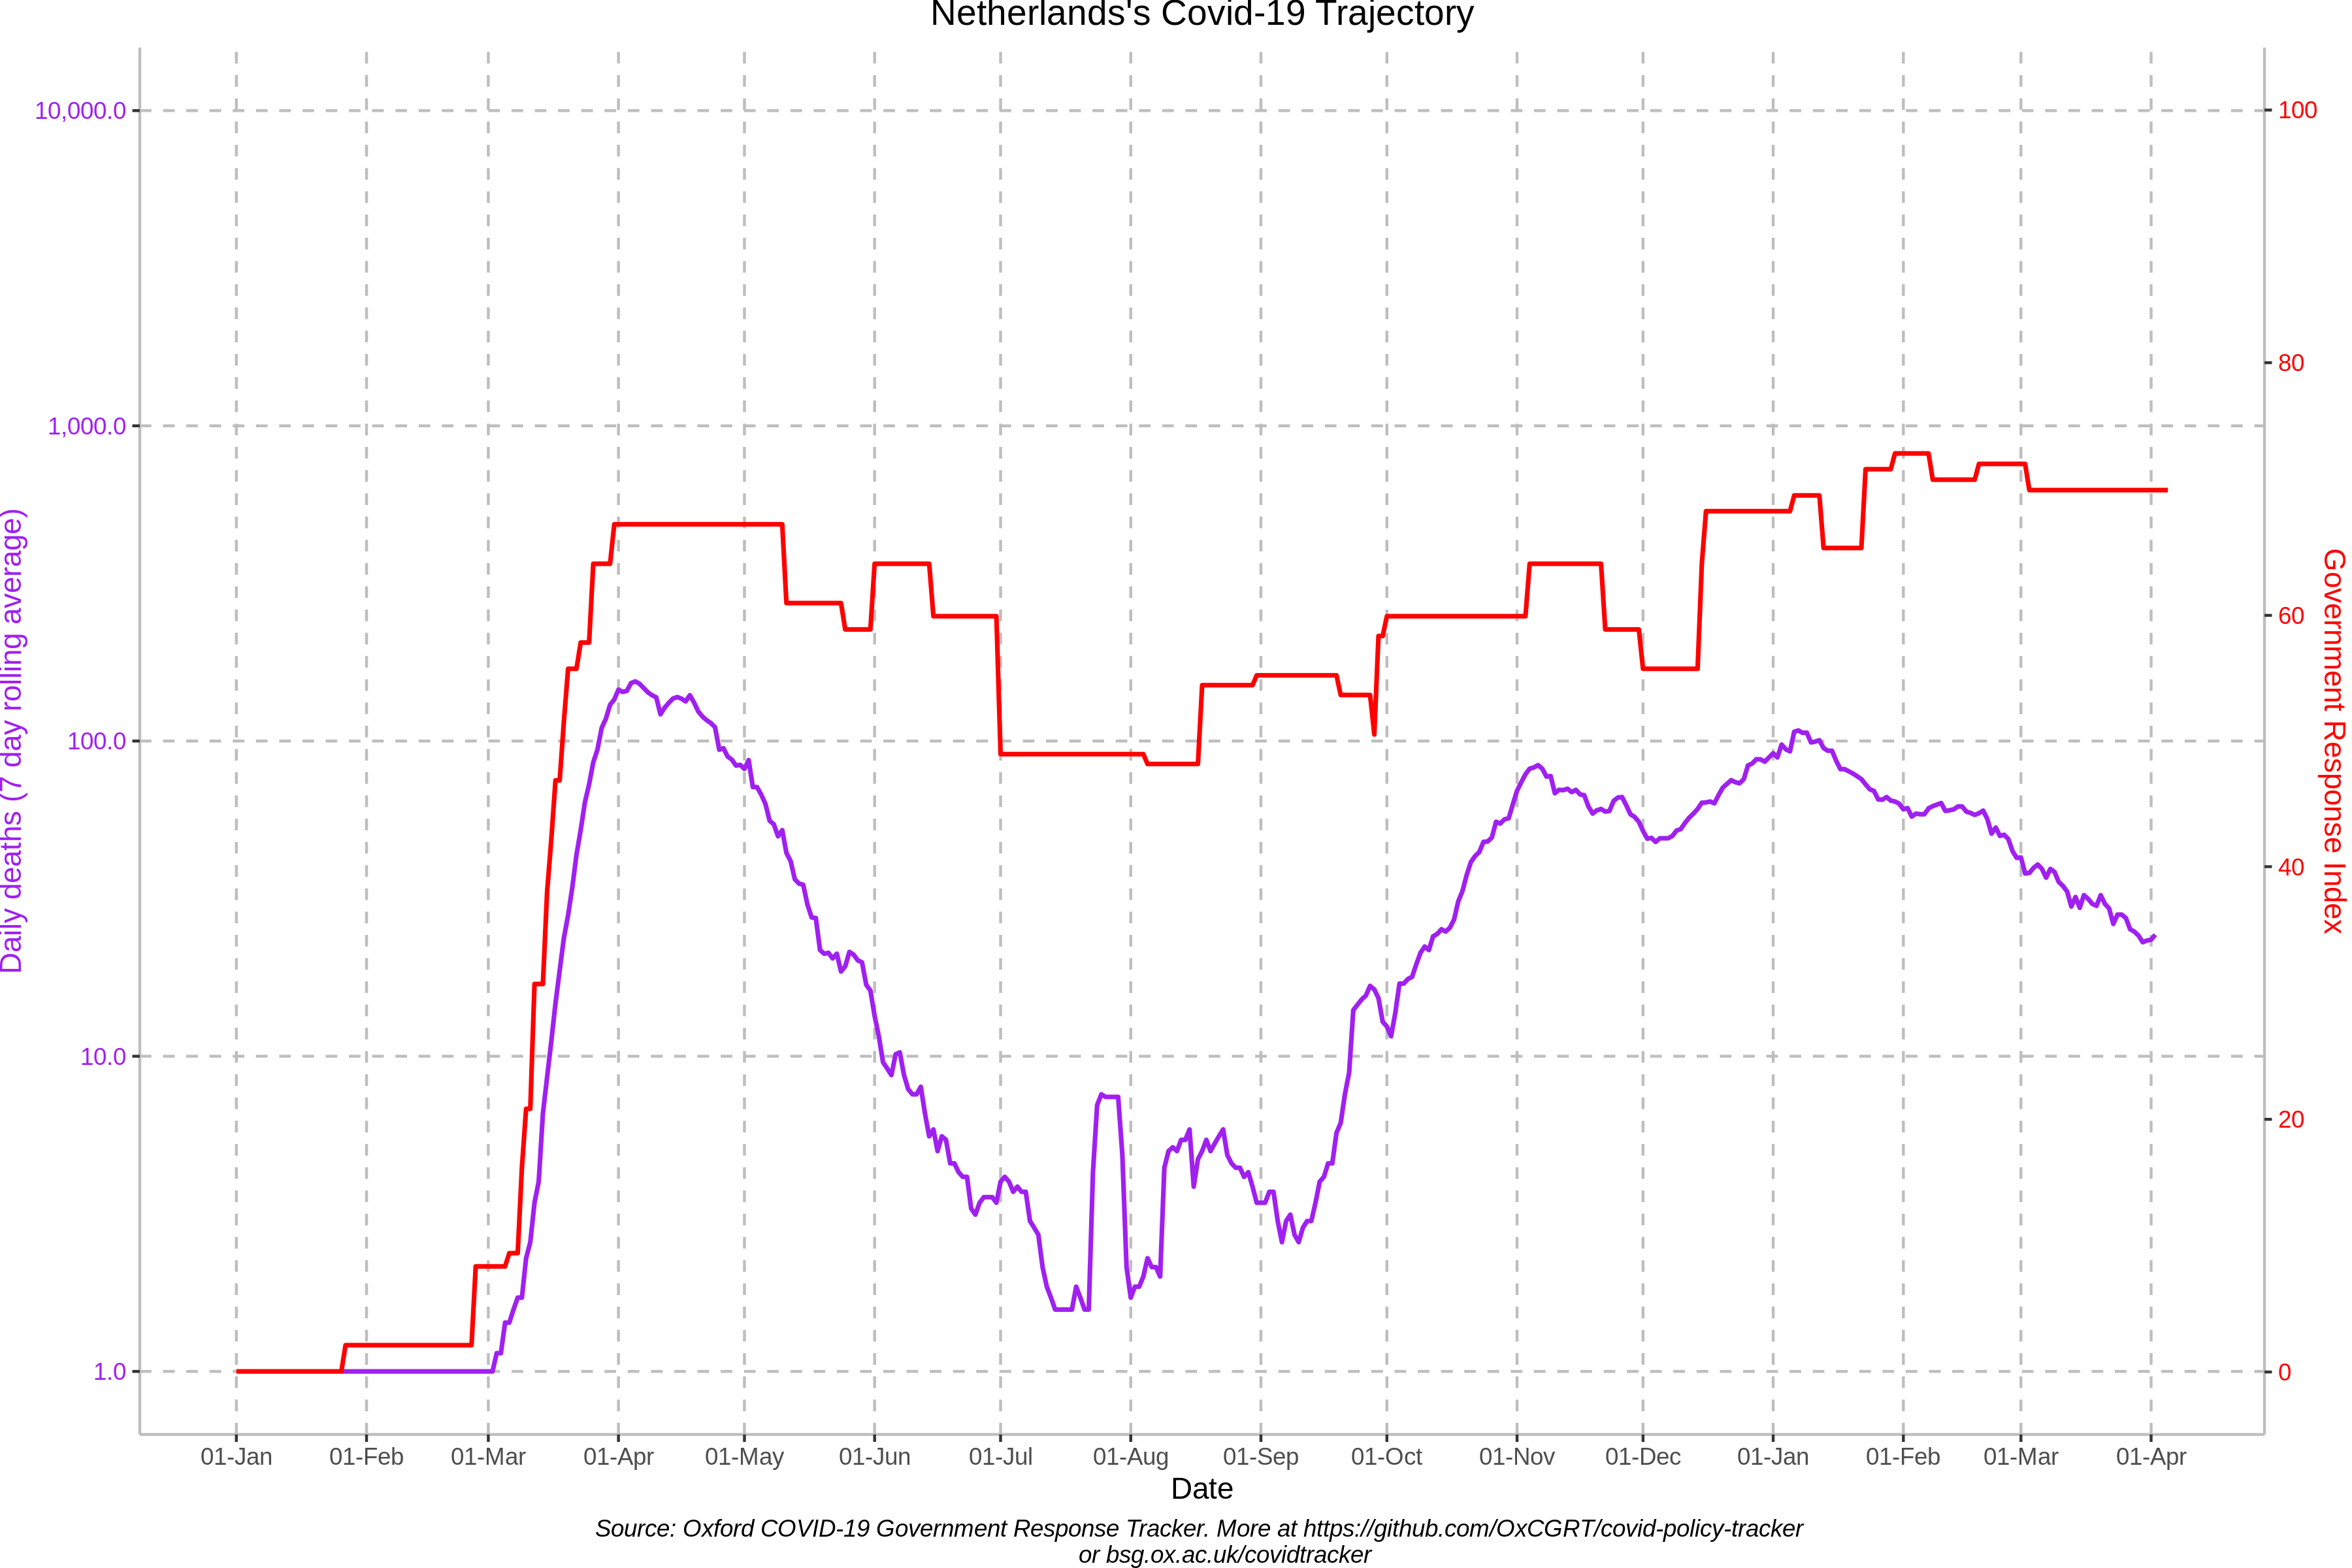 Netherlands's Covid-19 Trajectory
10,000.0
1,000.0
100.0
10.0
1.0
Daily deaths (7 day rolling average)
100
80
60
40
20
0
Government Response Index
01-Jan 01-Feb 01-Mar 01-Apr 01-May 01-Jun 01-Jul 01-Aug 01-Sep 01-Oct 01-Nov 01-Dec 01-Jan 01-Feb 01-Mar 01-Apr
Date
Source: Oxford COVID-19 Government Response Tracker. More at https://github.com/OxCGRT/covid-policy-tracker
or bsg.ox.ac.uk/covidtracker